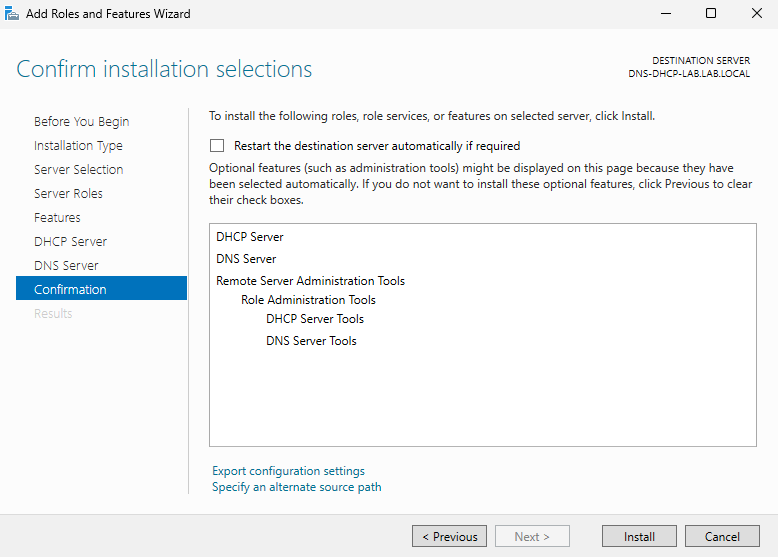 Add Roles and Features Wizard
Confirm installation selections
DESTINATION SERVER
DNS-DHCP-LAB.LAB.LOCAL
Before You Begin
Installation Type
Server Selection
Server Roles
Features
DHCP Server
DNS Server
Confirmation
Results
To install the following roles, role services, or features on selected server, click Install.
Restart the destination server automatically if required
Optional features (such as administration tools) might be displayed on this page because they have
been selected automatically. If you do not want to install these optional features, click Previous to clear
their check boxes.
DHCP Server
DNS Server
Remote Server Administration Tools
Role Administration Tools
DHCP Server Tools
DNS Server Tools
Export configuration settings
Specify an alternate source path
< Previous
Next >
Install
Cancel